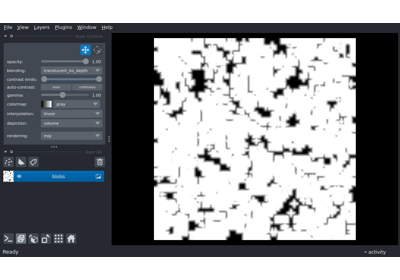 File View Layers Plugins Window Help
opacity: 1.00
blending: translucent_no_depth
contrast limits:
auto-contrast: once continuous
gamma: 1.00
colormap: gray
interpolation: linear
depiction: volume
rendering: mip
blobs
Ready activity